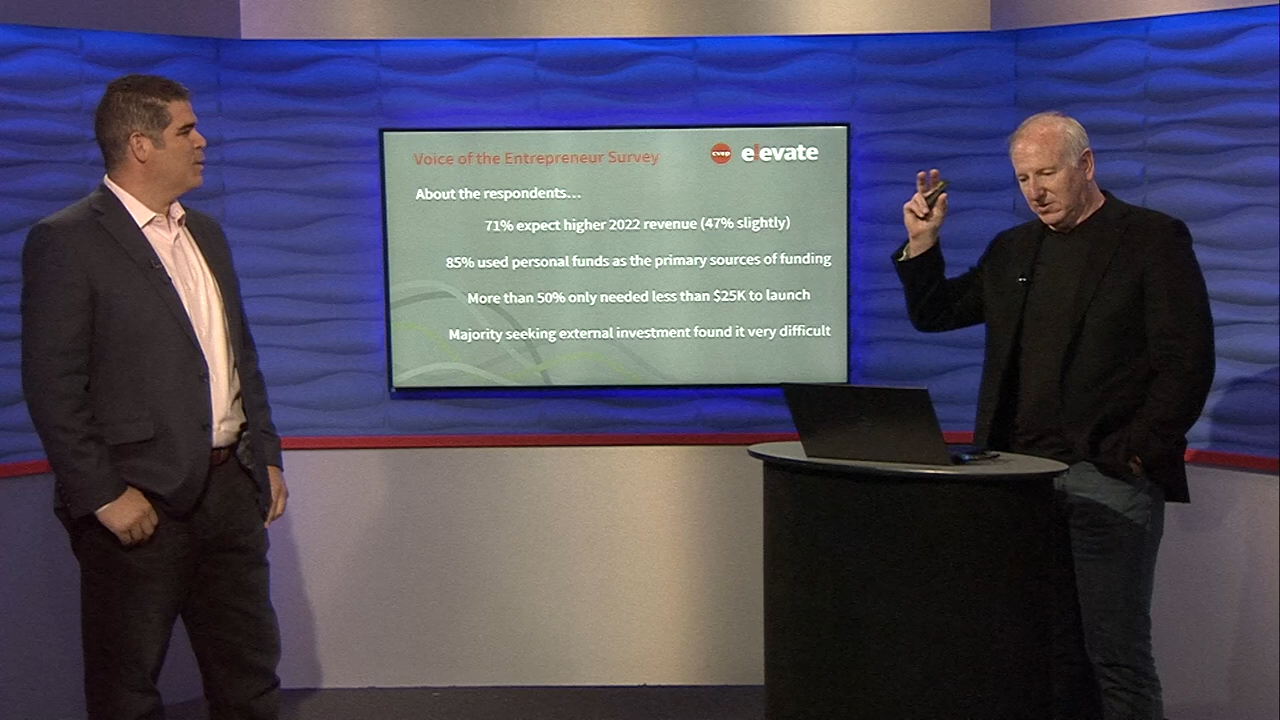 Voice of the Entrepreneur Survey
cvep elevate
About the respondents...
71% expect higher 2022 revenue (47% slightly)
85% used personal funds as the primary sources of funding
More than 50% only needed less than $25K to launch
Majority seeking external investment found it very difficult